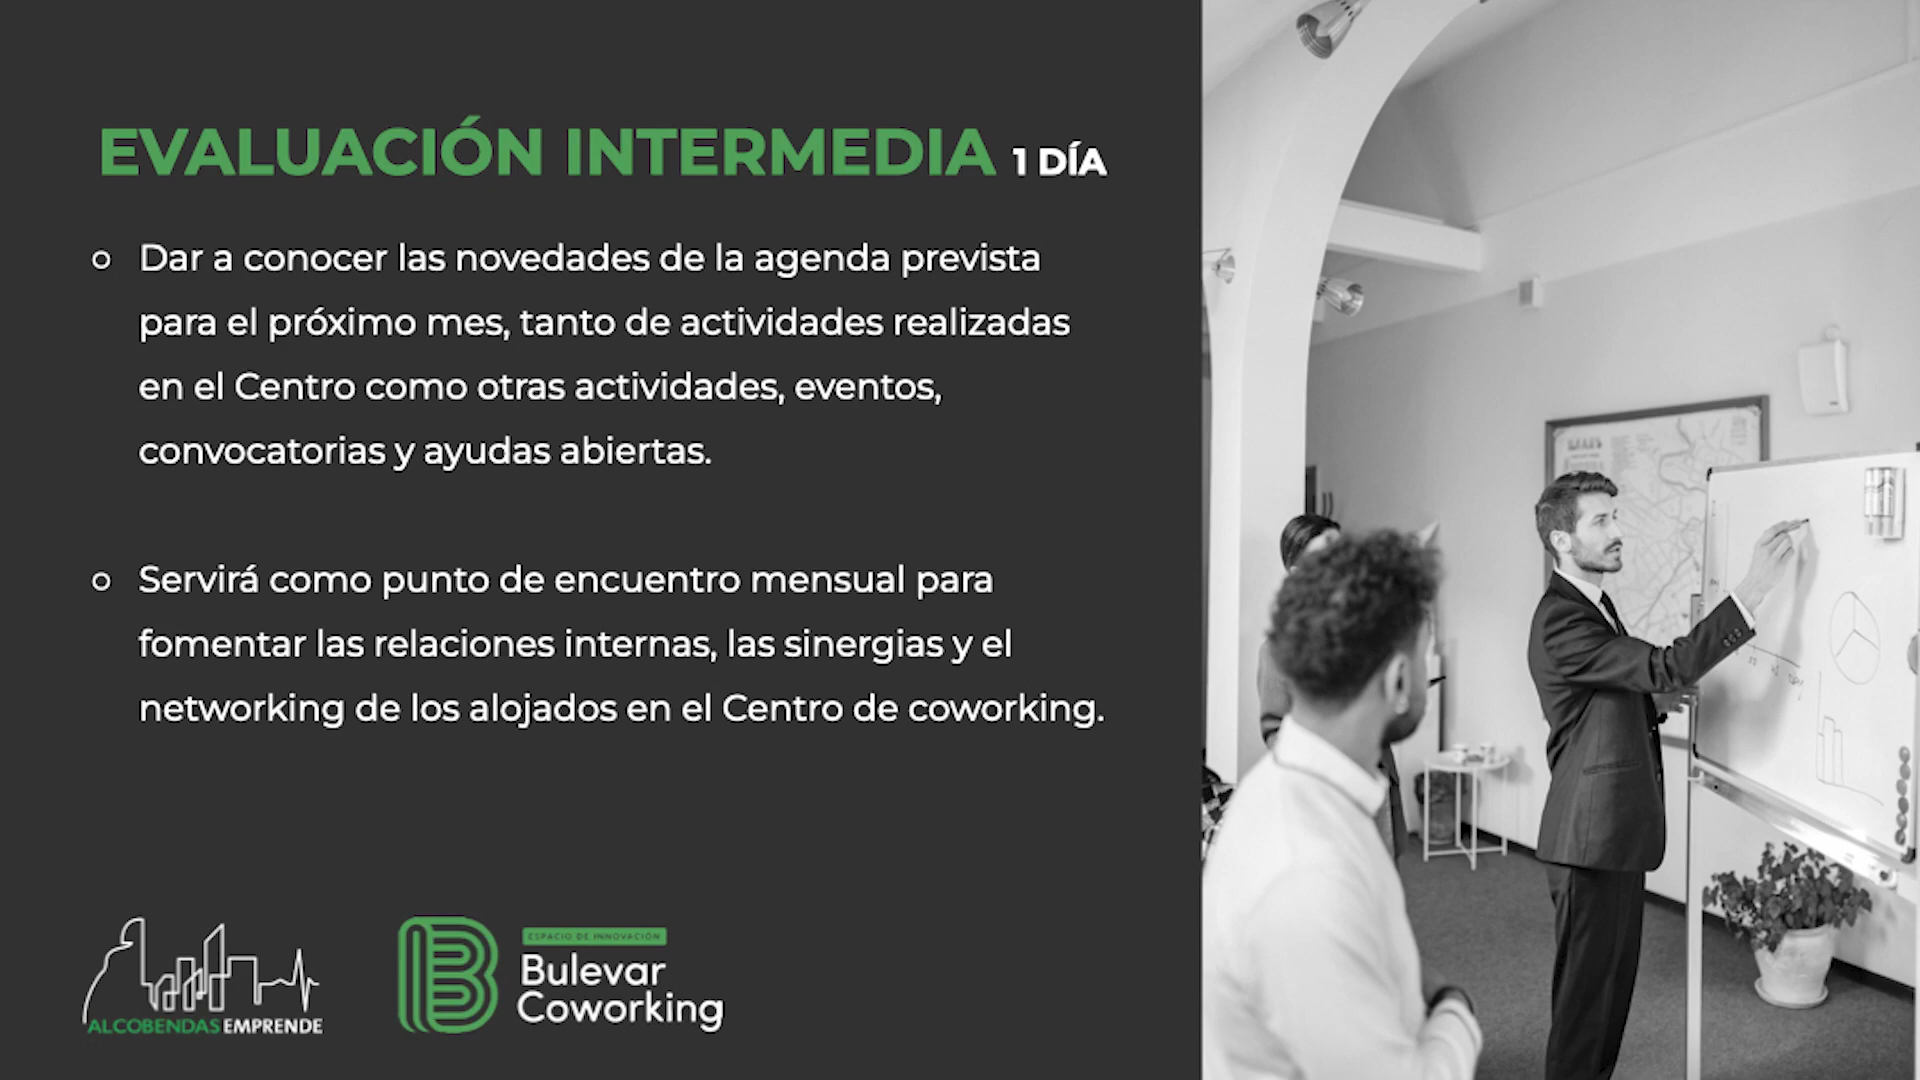 EVALUACIÓN INTERMEDIA 1 DÍA
Dar a conocer las novedades de la agenda prevista
para el próximo mes, tanto de actividades realizadas
en el Centro como otras actividades, eventos,
convocatorias y ayudas abiertas.
Servirá como punto de encuentro mensual para
fomentar las relaciones internas, las sinergias y el
networking de los alojados en el Centro de coworking.
ALCOBENDAS EMPRENDE
ESPACIO DE INNOVACIÓN
Bulevar
Coworking